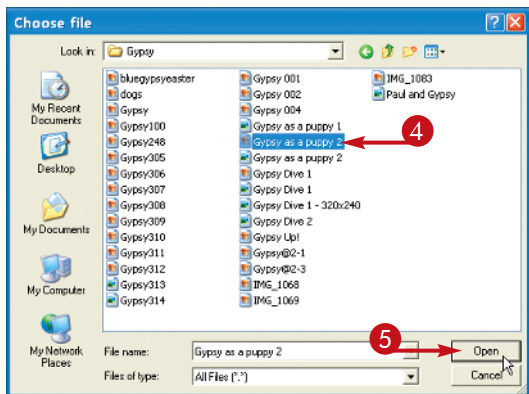 Choose file
Look in: Gypsy
My Recent
Documents
Desktop
My Documents
My Computer
My Network
Places
bluegypsyeaster
dogs
Gypsy
Gypsy100
Gypsy248
Gypsy305
Gypsy306
Gypsy307
Gypsy308
Gypsy309
Gypsy310
Gypsy311
Gypsy312
Gypsy313
Gypsy314
Gypsy 001
Gypsy 002
Gypsy 004
Gypsy as a puppy 1
Gypsy as a puppy 2
Gypsy as a puppy 2
Gypsy Dive 1
Gypsy Dive 1
Gypsy Dive 1 - 320x240
Gypsy Dive 2
Gypsy Up!
Gypsy@2-1
Gypsy@2-3
IMG_1068
IMG_1069
IMG_1083
Paul and Gypsy
4
5
File name: Gypsy as a puppy 2 Open
Files of type: All Files (*.*) Cancel